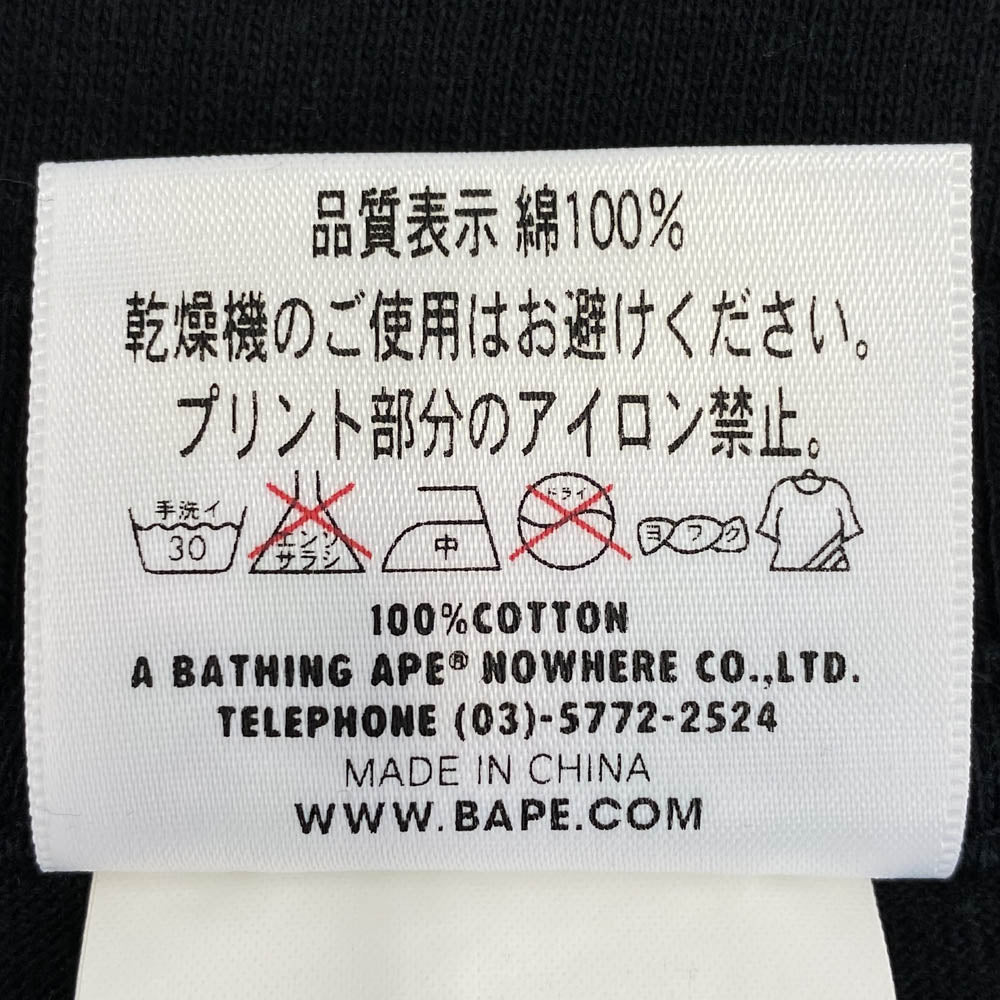 品質表示 綿100%
乾燥機のご使用はお避けください。
プリント部分のアイロン禁止。
手洗イ 30 エンソサラシ 中 ドライ ヨワク
100%COTTON
A BATHING APE® NOWHERE CO.,LTD.
TELEPHONE (03)-5772-2524
MADE IN CHINA
WWW.BAPE.COM